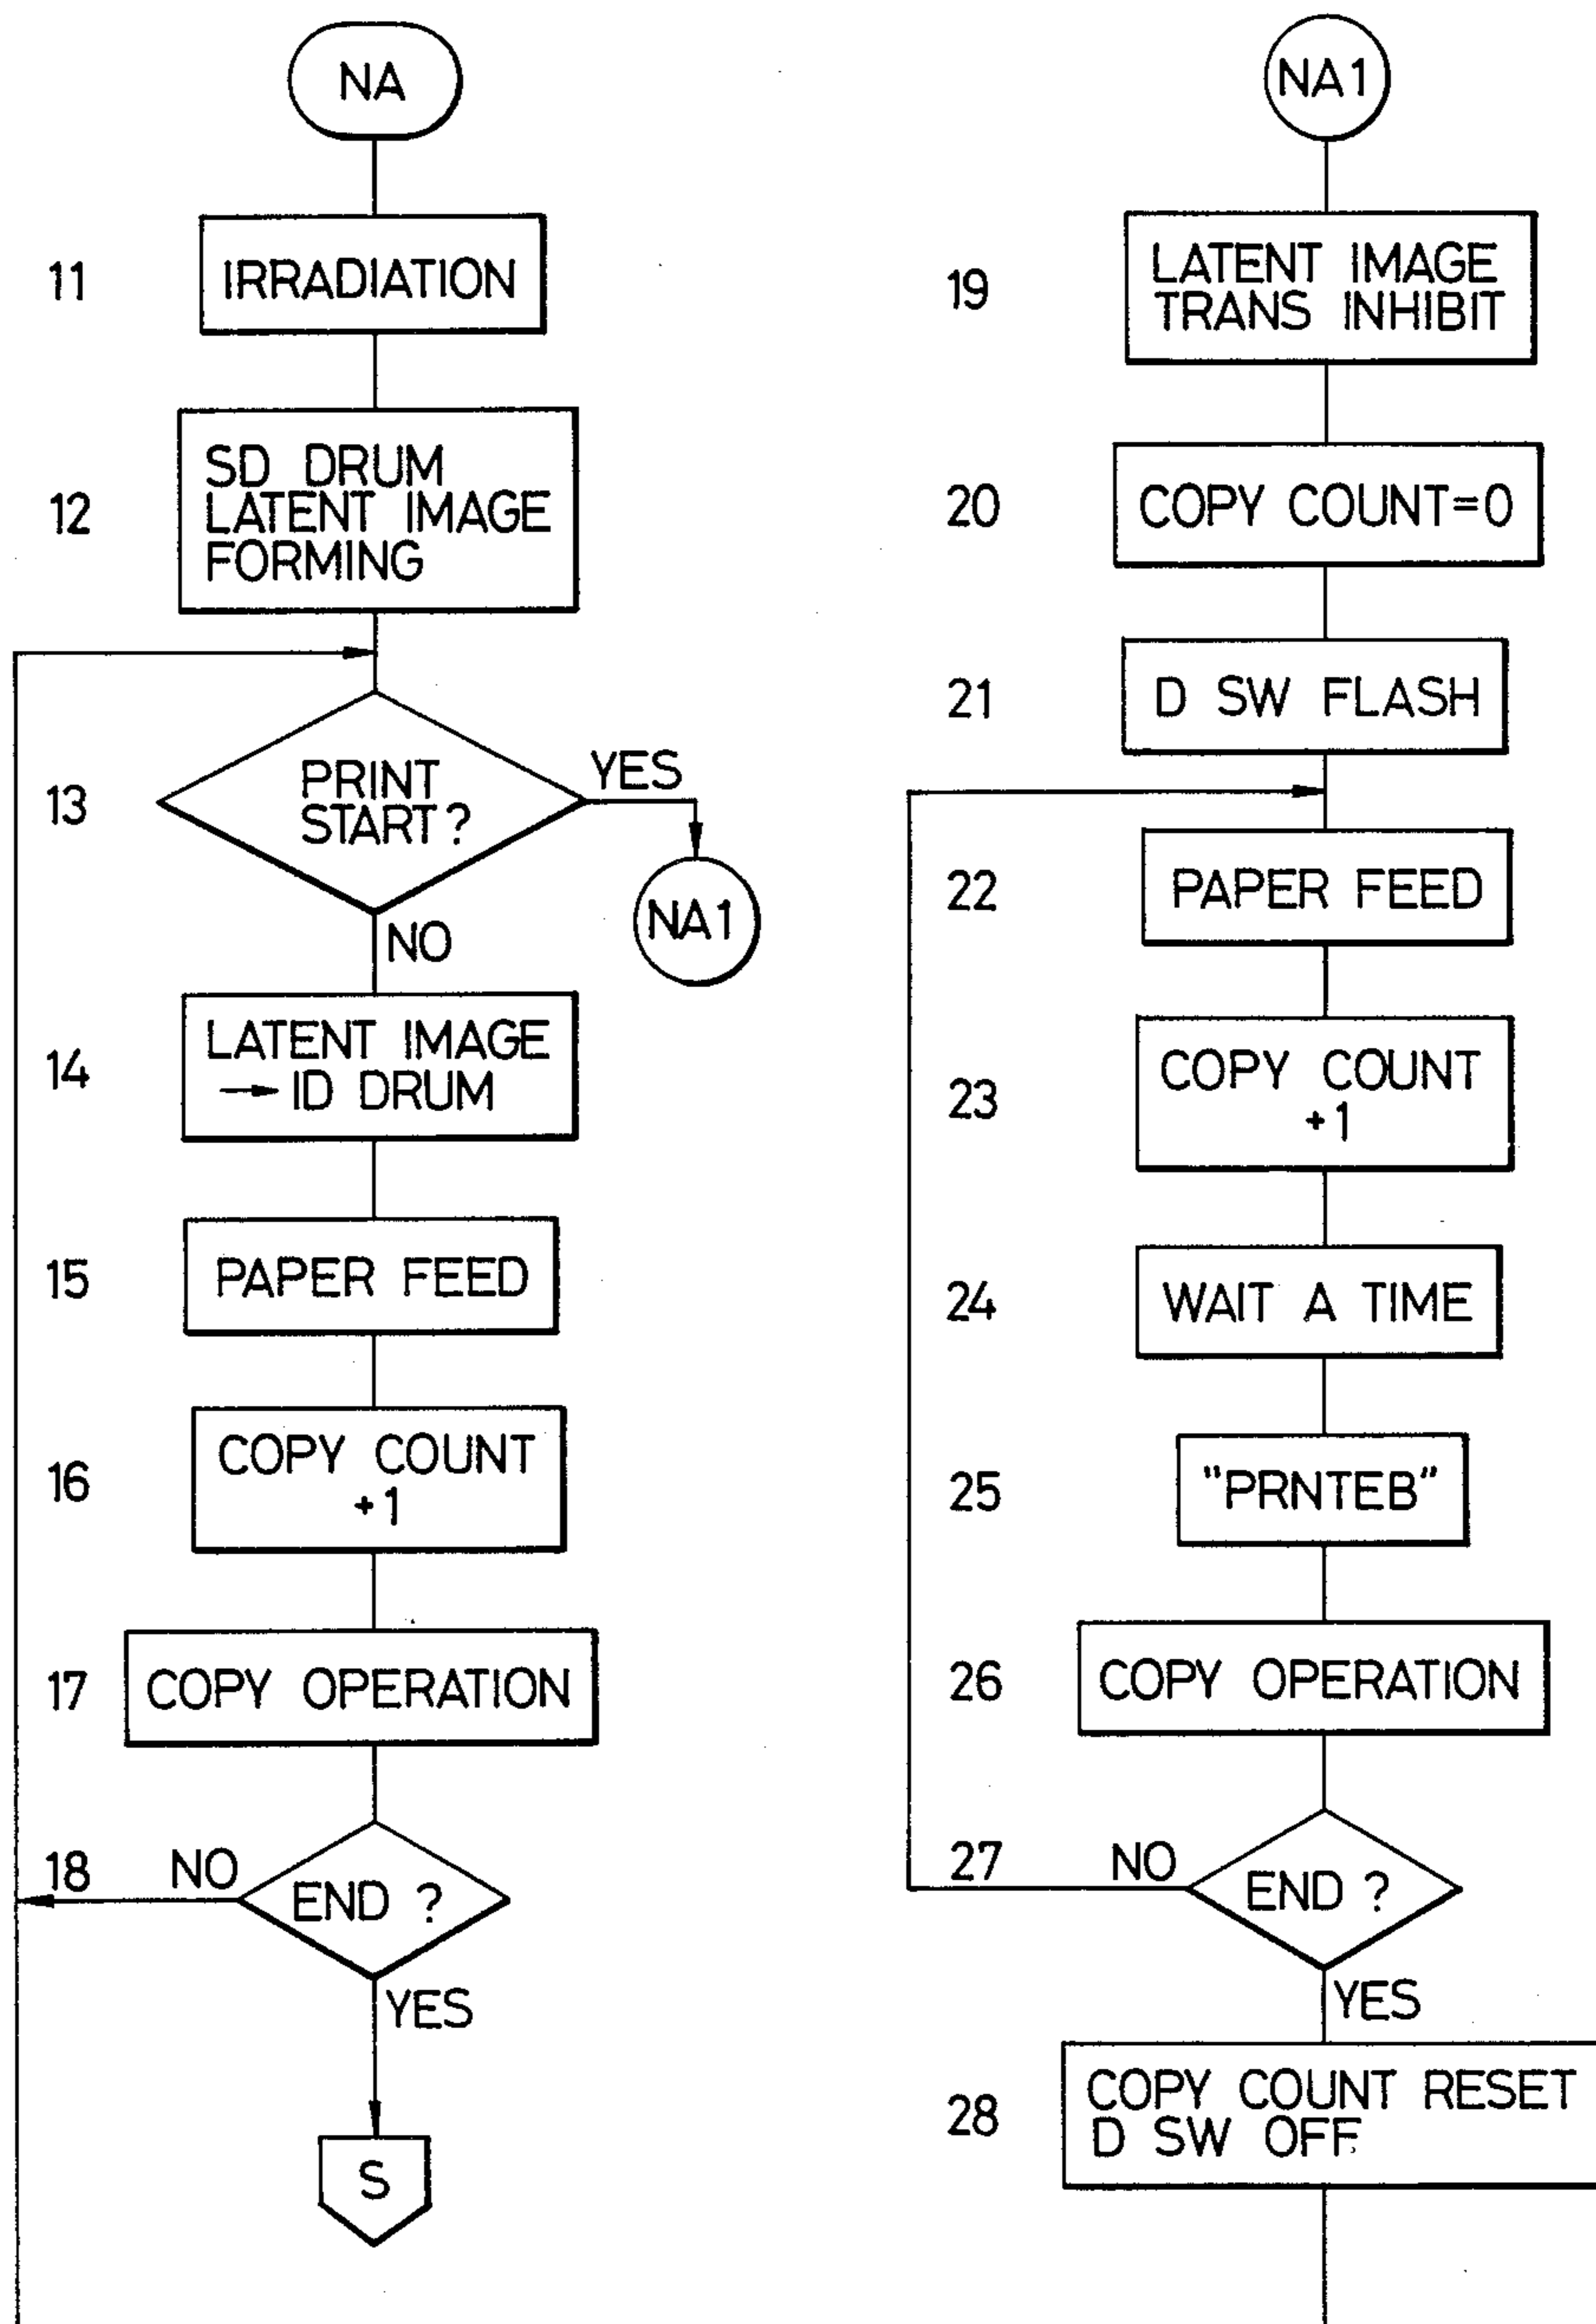 NA
11
IRRADIATION
12
SD DRUM
LATENT IMAGE
FORMING
13
PRINT
START?
YES
NA1
NO
14
LATENT IMAGE
→ ID DRUM
15
PAPER FEED
16
COPY COUNT
+1
17
COPY OPERATION
18
NO
END ?
YES
S
NA1
19
LATENT IMAGE
TRANS INHIBIT
20
COPY COUNT=0
21
D SW FLASH
22
PAPER FEED
23
COPY COUNT
+1
24
WAIT A TIME
25
"PRNTEB"
26
COPY OPERATION
27
NO
END ?
YES
28
COPY COUNT RESET
D SW OFF